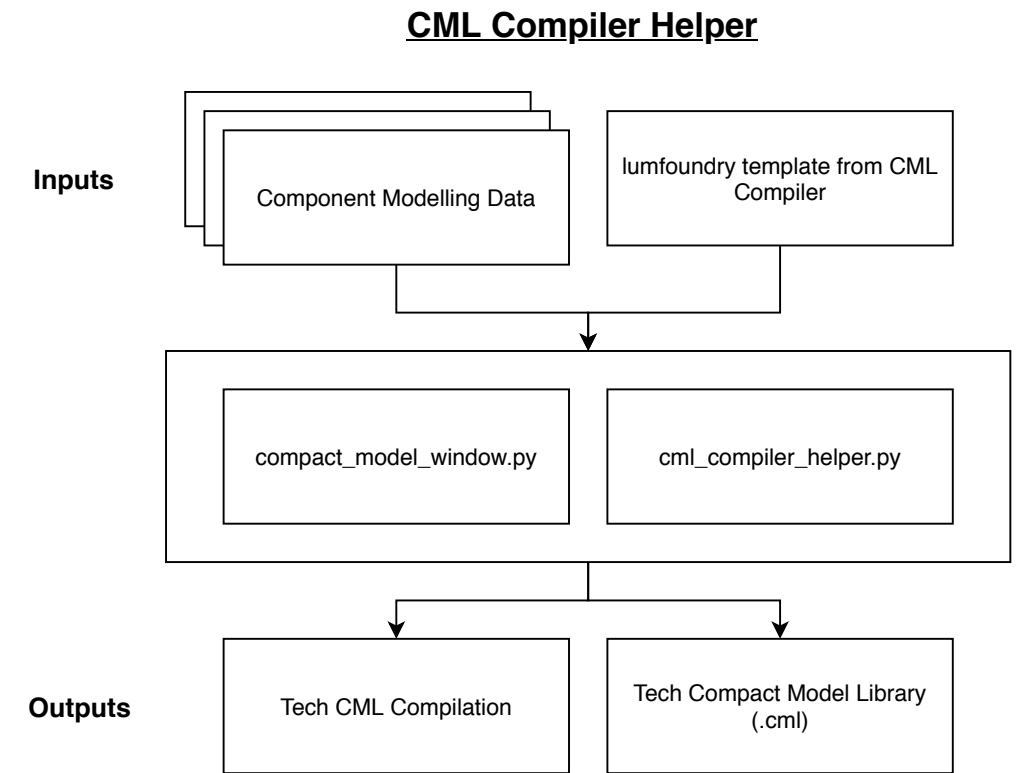 CML Compiler Helper
Inputs
Component Modelling Data
lumfoundry template from CML
Compiler
compact_model_window.py
cml_compiler_helper.py
Outputs
Tech CML Compilation
Tech Compact Model Library
(.cml)